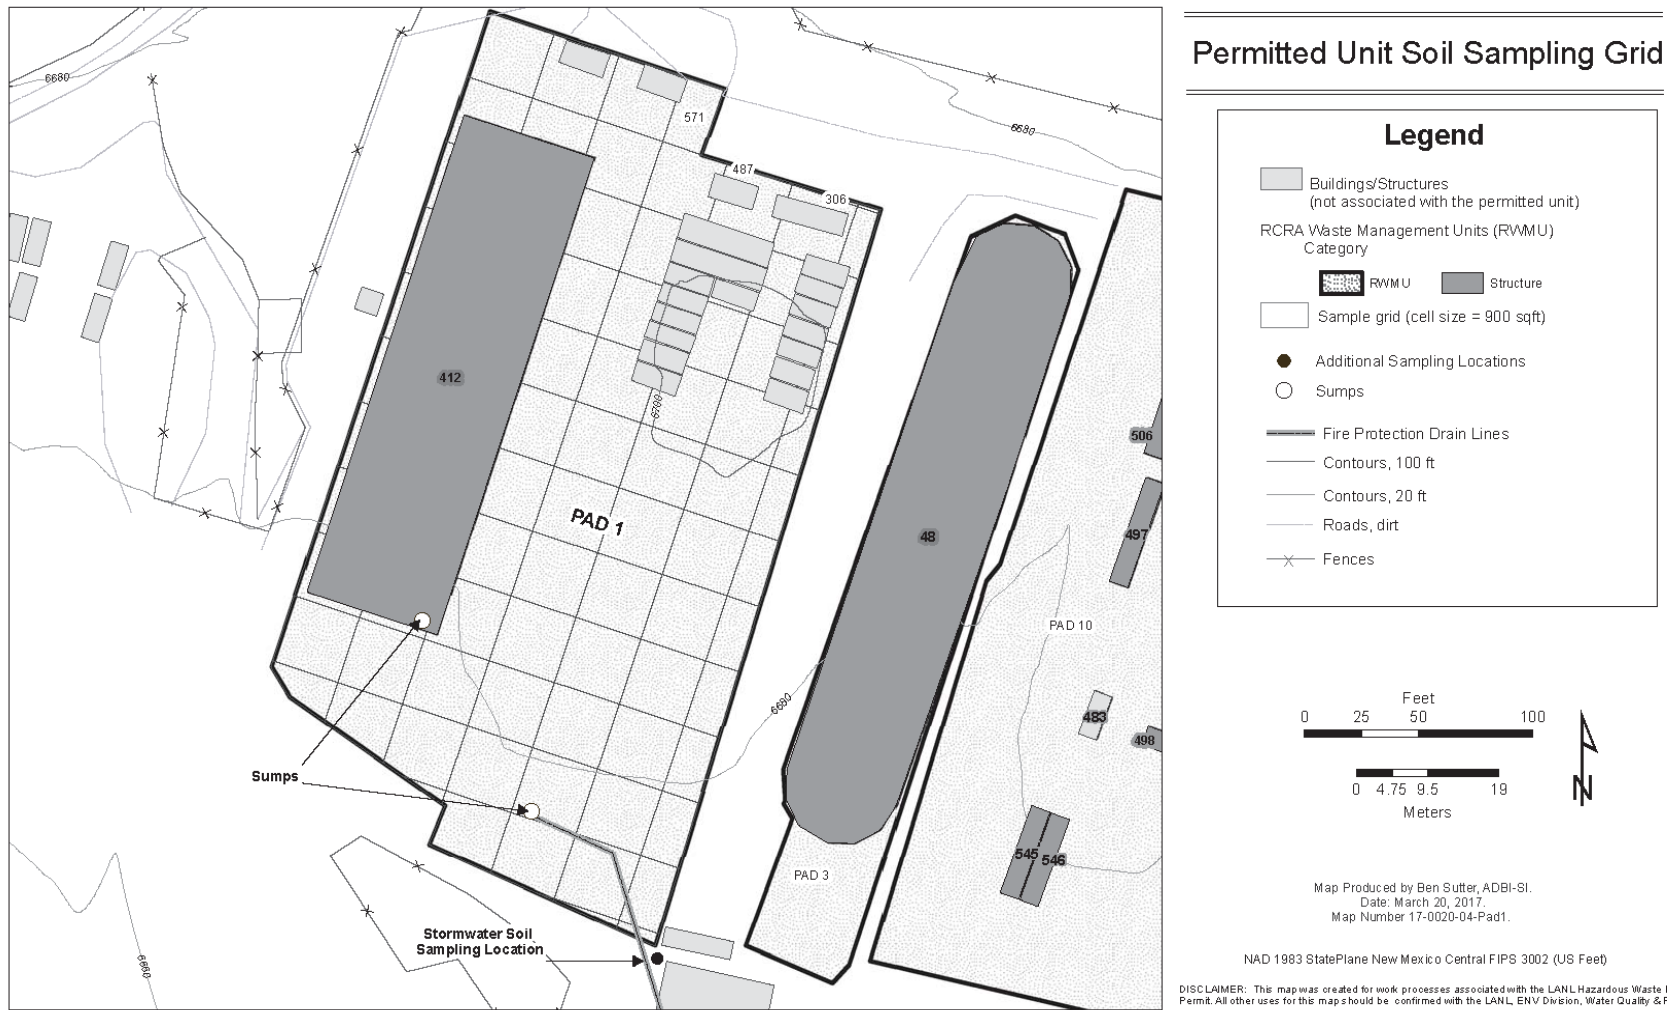 Permitted Unit Soil Sampling Grid
Legend
Buildings/Structures
(not associated with the permitted unit)
RCRA Waste Management Units (RWMU)
Category
RWMU
Structure
Sample grid (cell size = 900 sqft)
Additional Sampling Locations
Sumps
Fire Protection Drain Lines
Contours, 100 ft
Contours, 20 ft
Roads, dirt
Fences
Feet
0 25 50 100
0 4.75 9.5 19
Meters
N
Map Produced by Ben Sutter, ADBI-SI.
Date: March 20, 2017.
Map Number 17-0020-04-Pad1.
NAD 1983 StatePlane New Mexico Central FIPS 3002 (US Feet)
DISCLAIMER: This map was created for work processes associated with the LANL Hazardous Waste
Permit. All other uses for this map should be confirmed with the LANL, ENV Division, Water Quality &
6680
6680
571
487
306
412
6700
PAD 1
48
506
497
PAD 10
6680
483
498
Sumps
545
546
PAD 3
Stormwater Soil
Sampling Location
6660